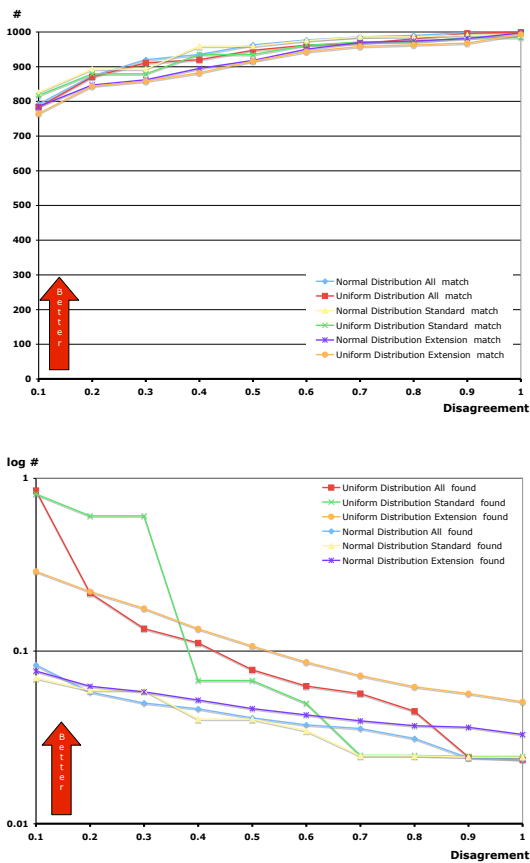 #
1000
900
800
700
600
500
400
300
200
100
0
Better
Normal Distribution All match
Uniform Distribution All match
Normal Distribution Standard match
Uniform Distribution Standard match
Normal Distribution Extension match
Uniform Distribution Extension match
0.1 0.2 0.3 0.4 0.5 0.6 0.7 0.8 0.9 1
Disagreement
log #
1
0.1
0.01
Uniform Distribution All found
Uniform Distribution Standard found
Uniform Distribution Extension found
Normal Distribution All found
Normal Distribution Standard found
Normal Distribution Extension found
Better
0.1 0.2 0.3 0.4 0.5 0.6 0.7 0.8 0.9 1
Disagreement